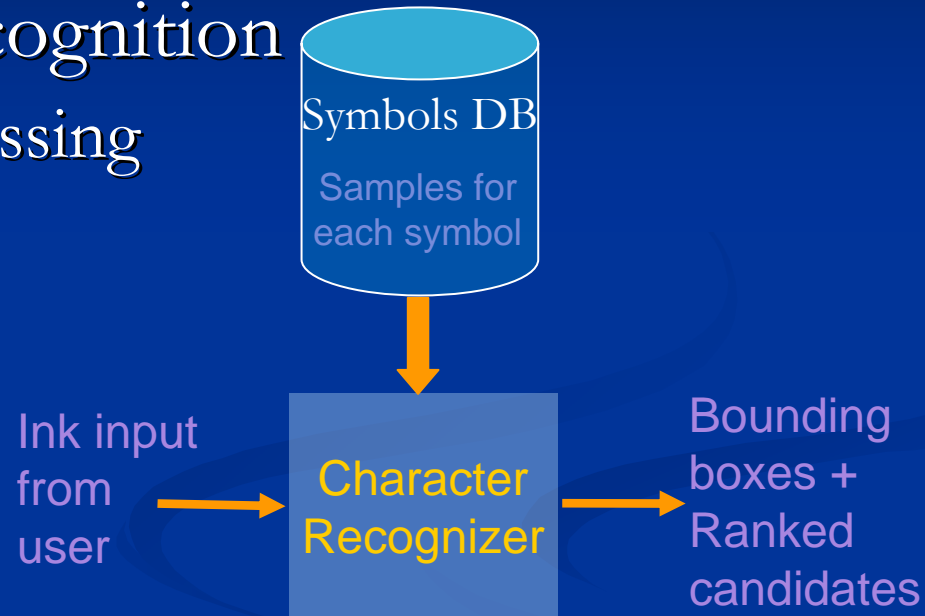 cognition
ssing
Symbols DB
Samples for
each symbol
Ink input
from
user
Character
Recognizer
Bounding
boxes +
Ranked
candidates